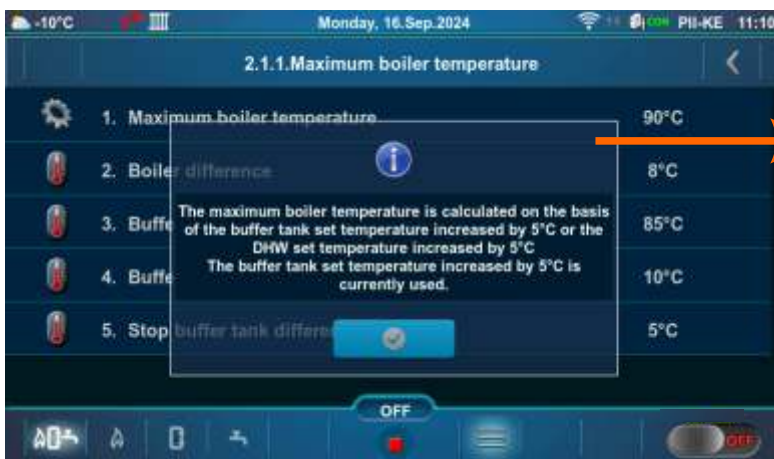 -10°C
Monday, 16.Sep.2024
PII-KE 11:10
2.1.1.Maximum boiler temperature
1. Maximum boiler temperature 90°C
2. Boiler difference 8°C
3. Buffe 85°C
4. Buffe 10°C
5. Stop buffer tank differe 5°C
The maximum boiler temperature is calculated on the basis
of the buffer tank set temperature increased by 5°C or the
DHW set temperature increased by 5°C
The buffer tank set temperature increased by 5°C is
currently used.
OFF
OFF